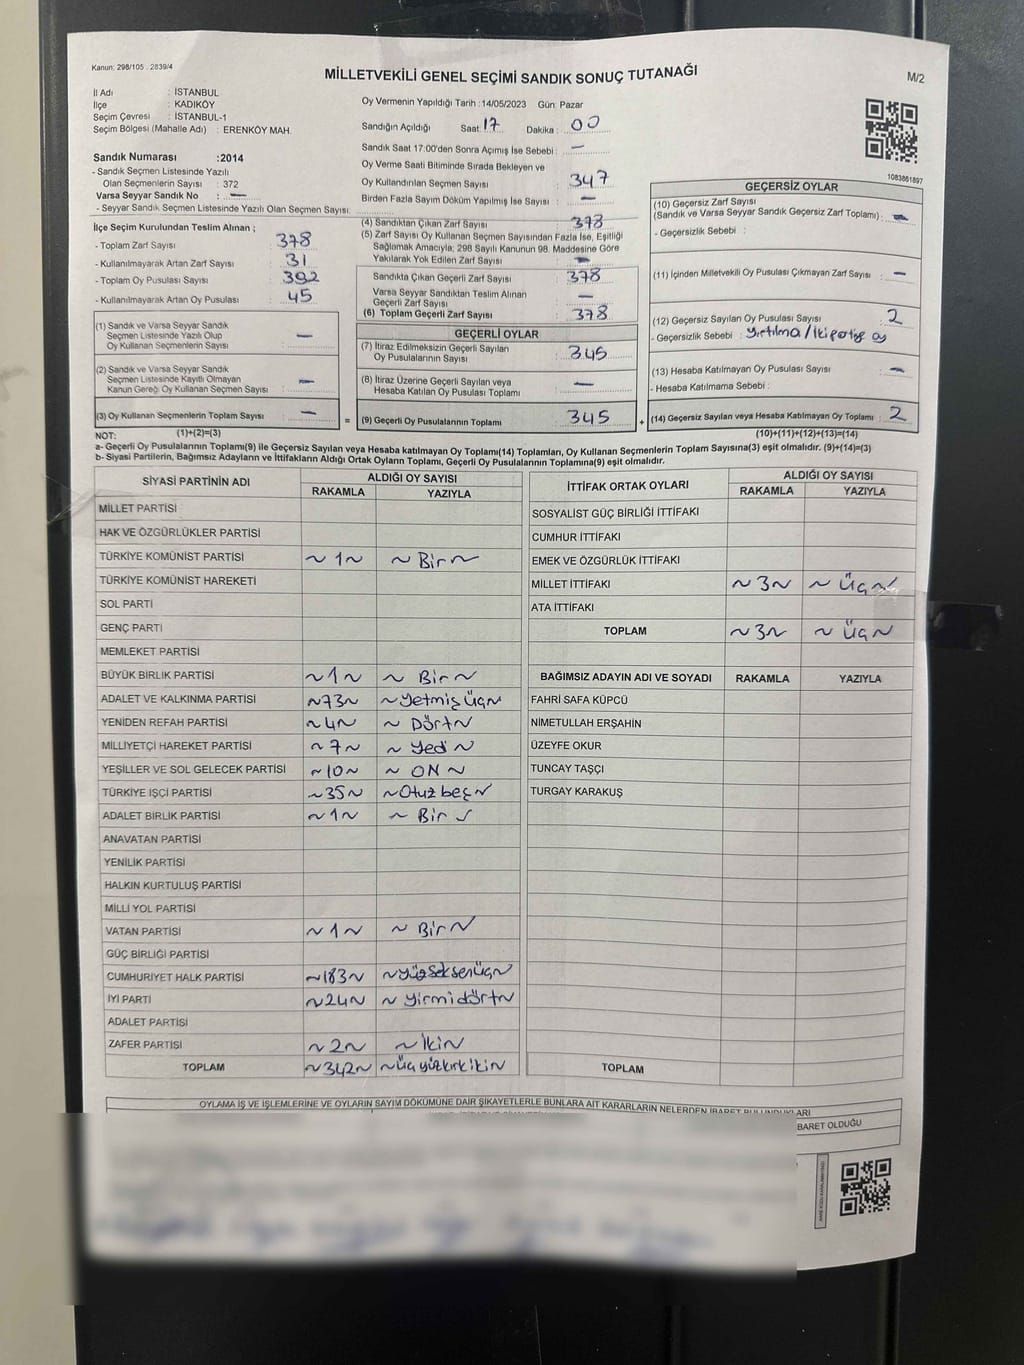 Kanun: 298/105 . 2839/4
MİLLETVEKİLİ GENEL SEÇİMİ SANDIK SONUÇ TUTANAĞI
M/2
İl Adı : İSTANBUL
İlçe : KADIKÖY
Seçim Çevresi : İSTANBUL-1
Seçim Bölgesi (Mahalle Adı) : ERENKÖY MAH.
Sandık Numarası : 2014
- Sandık Seçmen Listesinde Yazılı
Olan Seçmenlerin Sayısı : 372
Varsa Seyyar Sandık No : —
- Seyyar Sandık Seçmen Listesinde Yazılı Olan Seçmen Sayısı
Oy Vermenin Yapıldığı Tarih : 14/05/2023 Gün: Pazar
Sandığın Açıldığı Saat : 17 Dakika : 00
Sandık Saat 17:00'den Sonra Açımış İse Sebebi : —
Oy Verme Saati Bitiminde Sırada Bekleyen ve
Oy Kullandırılan Seçmen Sayısı : 347
Birden Fazla Sayım Döküm Yapılmış İse Sayısı : —
1083861897
İlçe Seçim Kurulundan Teslim Alınan ;
- Toplam Zarf Sayısı : 378
- Kullanılmayarak Artan Zarf Sayısı : 31
- Toplam Oy Pusulası Sayısı : 392
- Kullanılmayarak Artan Oy Pusulası : 45
(1) Sandık ve Varsa Seyyar Sandık
Seçmen Listesinde Yazılı Olup
Oy Kullanan Seçmenlerin Sayısı : —
(2) Sandık ve Varsa Seyyar Sandık
Seçmen Listesinde Kayıtlı Olmayan
Kanun Gereği Oy Kullanan Seçmen Sayısı : —
(3) Oy Kullanan Seçmenlerin Toplam Sayısı : — =
(1)+(2)=(3)
(4) Sandıktan Çıkan Zarf Sayısı : 378
(5) Zarf Sayısı Oy Kullanan Seçmen Sayısından Fazla İse, Eşitliği
Sağlamak Amacıyla; 298 Sayılı Kanunun 98. Maddesine Göre
Yakılarak Yok Edilen Zarf Sayısı : —
Sandıkta Çıkan Geçerli Zarf Sayısı : 378
Varsa Seyyar Sandıktan Teslim Alınan
Geçerli Zarf Sayısı : —
(6) Toplam Geçerli Zarf Sayısı : 378
GEÇERLİ OYLAR
(7) İtiraz Edilmeksizin Geçerli Sayılan
Oy Pusulalarının Sayısı : 345
(8) İtiraz Üzerine Geçerli Sayılan veya
Hesaba Katılan Oy Pusulası Toplamı : —
(9) Geçerli Oy Pusulalarının Toplamı : 345 +
GEÇERSİZ OYLAR
(10) Geçersiz Zarf Sayısı
(Sandık ve Varsa Seyyar Sandık Geçersiz Zarf Toplamı) : —
- Geçersizlik Sebebi :
(11) İçinden Milletvekili Oy Pusulası Çıkmayan Zarf Sayısı : —
(12) Geçersiz Sayılan Oy Pusulası Sayısı : 2
- Geçersizlik Sebebi : Yırtılma / İki partiye oy
(13) Hesaba Katılmayan Oy Pusulası Sayısı : —
- Hesaba Katılmama Sebebi :
(14) Geçersiz Sayılan veya Hesaba Katılmayan Oy Toplamı : 2
(10)+(11)+(12)+(13)=(14)
NOT:
a- Geçerli Oy Pusulalarının Toplamı(9) ile Geçersiz Sayılan veya Hesaba katılmayan Oy Toplamı(14) Toplamları, Oy Kullanan Seçmenlerin Toplam Sayısına(3) eşit olmalıdır. (9)+(14)=(3)
b- Siyasi Partilerin, Bağımsız Adayların ve İttifakların Aldığı Ortak Oyların Toplamı, Geçerli Oy Pusulalarının Toplamına(9) eşit olmalıdır.
SİYASİ PARTİNİN ADI ALDIĞI OY SAYISI
RAKAMLA YAZIYLA
MİLLET PARTİSİ
HAK VE ÖZGÜRLÜKLER PARTİSİ
TÜRKİYE KOMÜNİST PARTİSİ ~ 1 ~ ~ Bir ~
TÜRKİYE KOMÜNİST HAREKETİ
SOL PARTİ
GENÇ PARTİ
MEMLEKET PARTİSİ
BÜYÜK BİRLİK PARTİSİ ~ 1 ~ ~ Bir ~
ADALET VE KALKINMA PARTİSİ ~73~ ~Yetmiş üç~
YENİDEN REFAH PARTİSİ ~4~ ~ Dört~
MİLLİYETÇİ HAREKET PARTİSİ ~7~ ~ Yedi ~
YEŞİLLER VE SOL GELECEK PARTİSİ ~10~ ~ ON ~
TÜRKİYE İŞÇİ PARTİSİ ~35~ ~Otuz beş~
ADALET BİRLİK PARTİSİ ~1~ ~ Bir ~
ANAVATAN PARTİSİ
YENİLİK PARTİSİ
HALKIN KURTULUŞ PARTİSİ
MİLLİ YOL PARTİSİ
VATAN PARTİSİ ~ 1 ~ ~ Bir ~
GÜÇ BİRLİĞİ PARTİSİ
CUMHURİYET HALK PARTİSİ ~183~ ~yüzseksenüç~
İYİ PARTİ ~24~ ~ yirmidört~
ADALET PARTİSİ
ZAFER PARTİSİ ~2~ ~ İki~
TOPLAM ~342~ ~üçyüzkırkiki~
İTTİFAK ORTAK OYLARI ALDIĞI OY SAYISI
RAKAMLA YAZIYLA
SOSYALİST GÜÇ BİRLİĞİ İTTİFAKI
CUMHUR İTTİFAKI
EMEK VE ÖZGÜRLÜK İTTİFAKI
MİLLET İTTİFAKI ~3~ ~ üç~
ATA İTTİFAKI
TOPLAM ~3~ ~ üç~
BAĞIMSIZ ADAYIN ADI VE SOYADI RAKAMLA YAZIYLA
FAHRİ SAFA KÜPCÜ
NİMETULLAH ERŞAHİN
ÜZEYFE OKUR
TUNCAY TAŞÇI
TURGAY KARAKUŞ
TOPLAM
OYLAMA İŞ VE İŞLEMLERİNE VE OYLARIN SAYIM DÖKÜMÜNE DAİR ŞİKAYETLERLE BUNLARA AİT KARARLARIN NELERDEN İBARET BULUNDUKLARI
BARET OLDUĞU